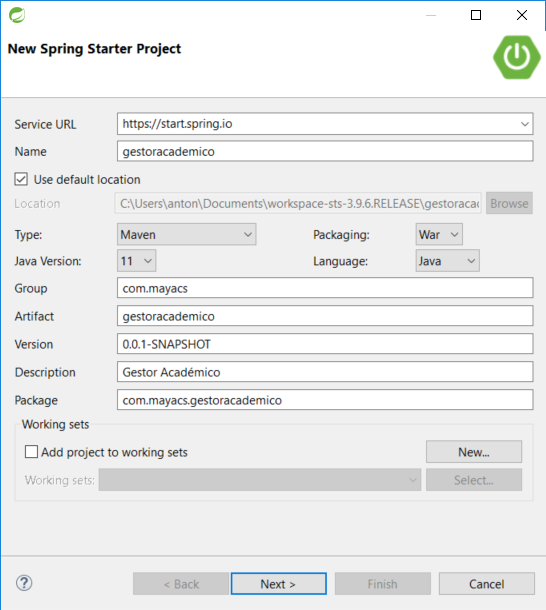 New Spring Starter Project
Service URL https://start.spring.io
Name gestoracademico
Use default location
Location C:\Users\anton\Documents\workspace-sts-3.9.6.RELEASE\gestoracad Browse
Type: Maven Packaging: War
Java Version: 11 Language: Java
Group com.mayacs
Artifact gestoracademico
Version 0.0.1-SNAPSHOT
Description Gestor Académico
Package com.mayacs.gestoracademico
Working sets
Add project to working sets New...
Working sets: Select...
? < Back Next > Finish Cancel